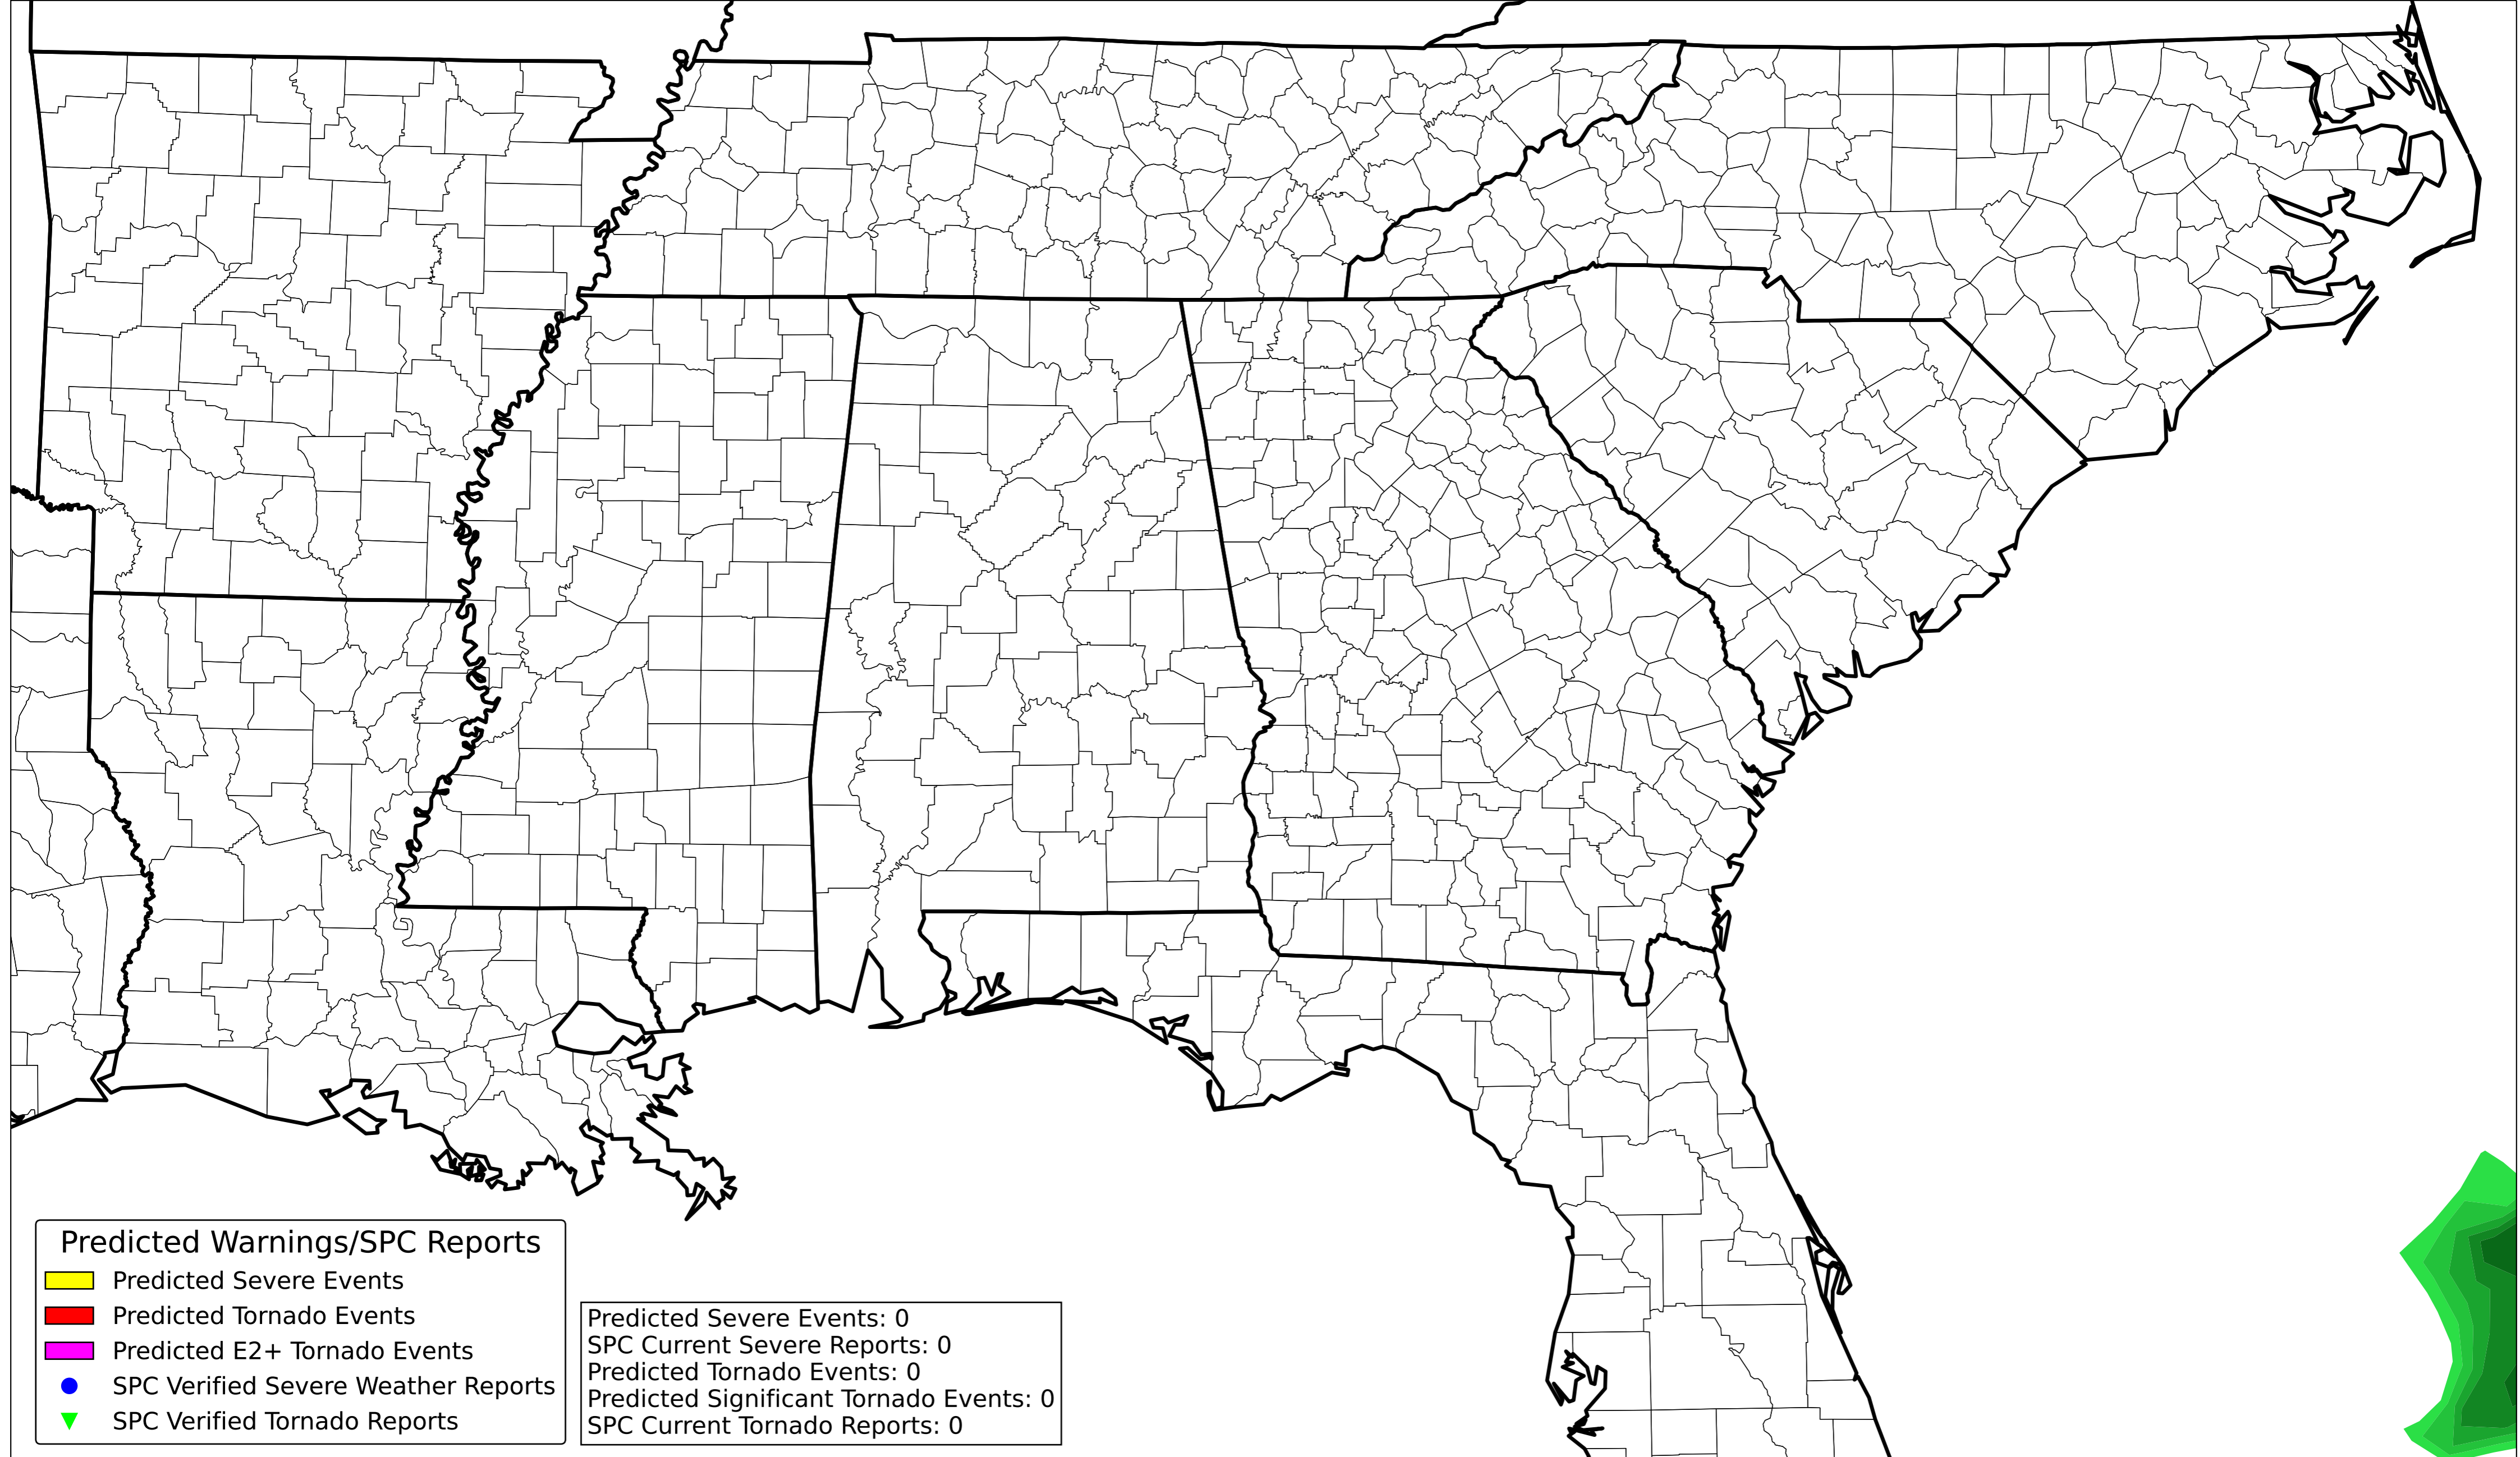 Predicted Warnings/SPC Reports
Predicted Severe Events
Predicted Tornado Events
Predicted E2+ Tornado Events
SPC Verified Severe Weather Reports
SPC Verified Tornado Reports
Predicted Severe Events: 0
SPC Current Severe Reports: 0
Predicted Tornado Events: 0
Predicted Significant Tornado Events: 0
SPC Current Tornado Reports: 0